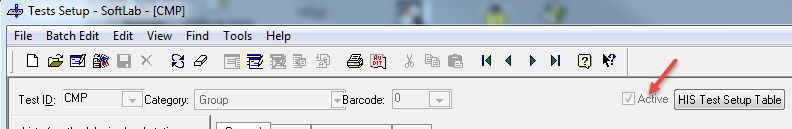 Tests Setup - SoftLab - [CMP]
File Batch Edit Edit View Find Tools Help
Test ID: CMP Category: Group Barcode: 0 Active HIS Test Setup Table